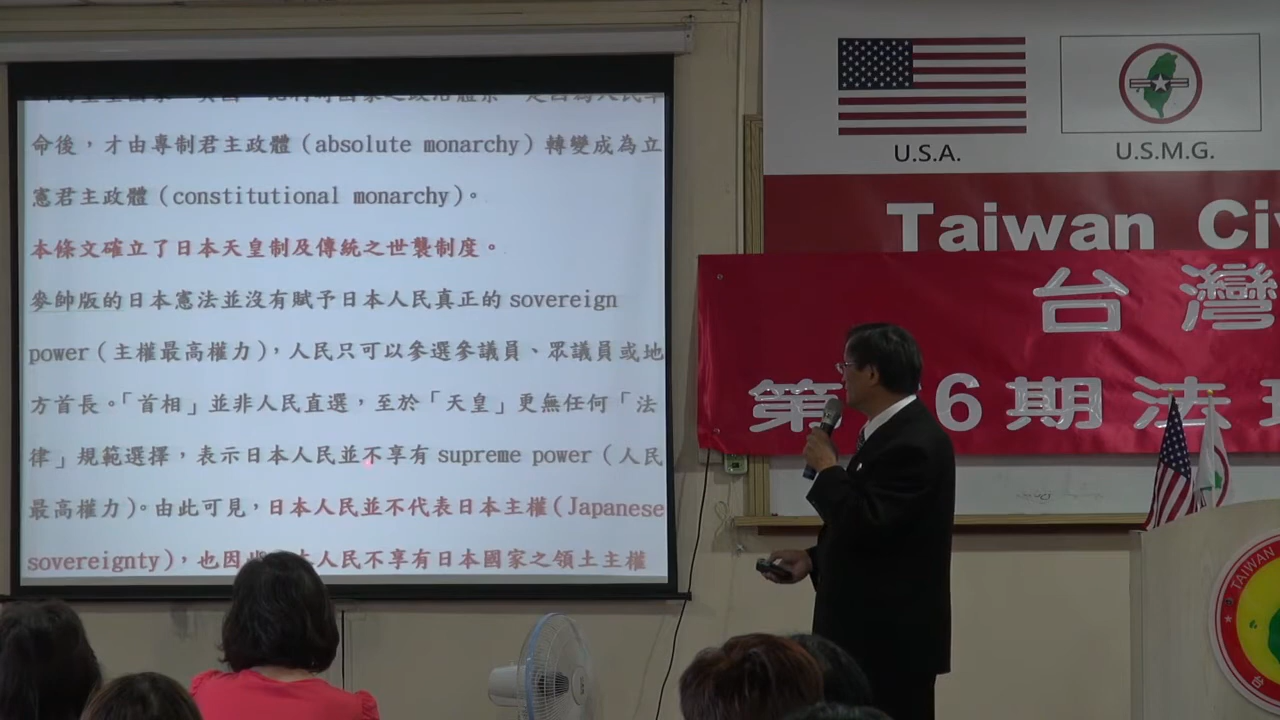 命後，才由專制君主政體（absolute monarchy）轉變成為立
憲君主政體（constitutional monarchy）。
本條文確立了日本天皇制及傳統之世襲制度。
麥帥版的日本憲法並沒有賦予日本人民真正的 sovereign
power（主權最高權力），人民只可以參選參議員、眾議員或地
方首長。「首相」並非人民直選，至於「天皇」更無任何「法
律」規範選擇，表示日本人民並不享有 supreme power（人民
最高權力）。由此可見，日本人民並不代表日本主權（Japanese
sovereignty），也因 本人民不享有日本國家之領土主權
U.S.A.
U.S.M.G.
Taiwan Civ
台灣
第 6期法理
TAIWAN
台